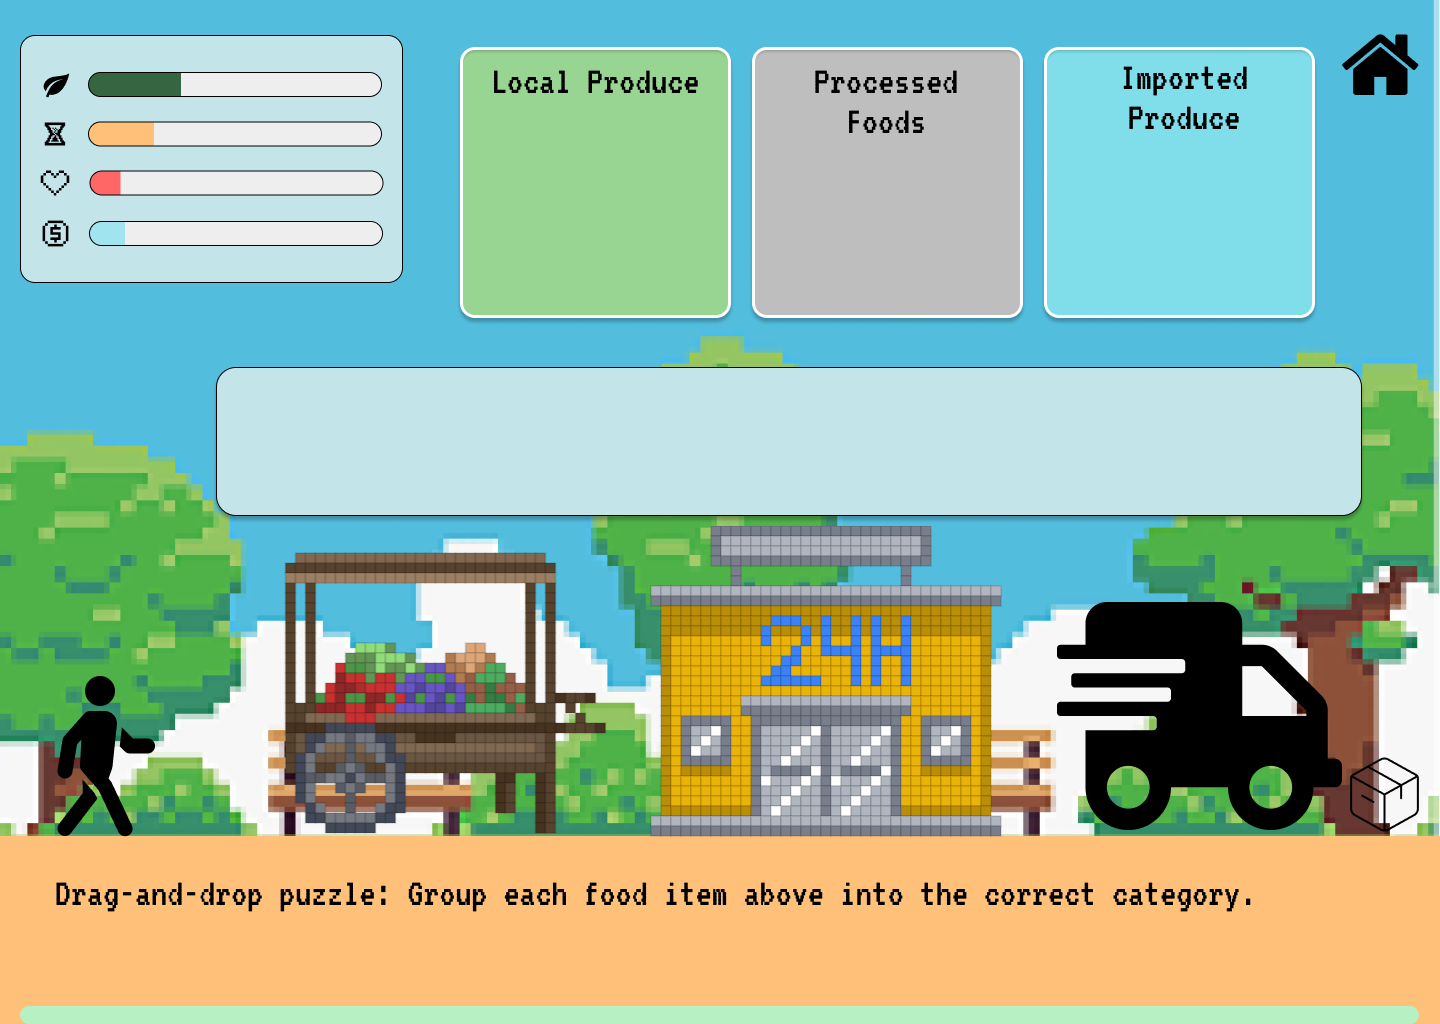 Local Produce
Processed
Foods
Imported
Produce
$
24H
Drag-and-drop puzzle: Group each food item above into the correct category.